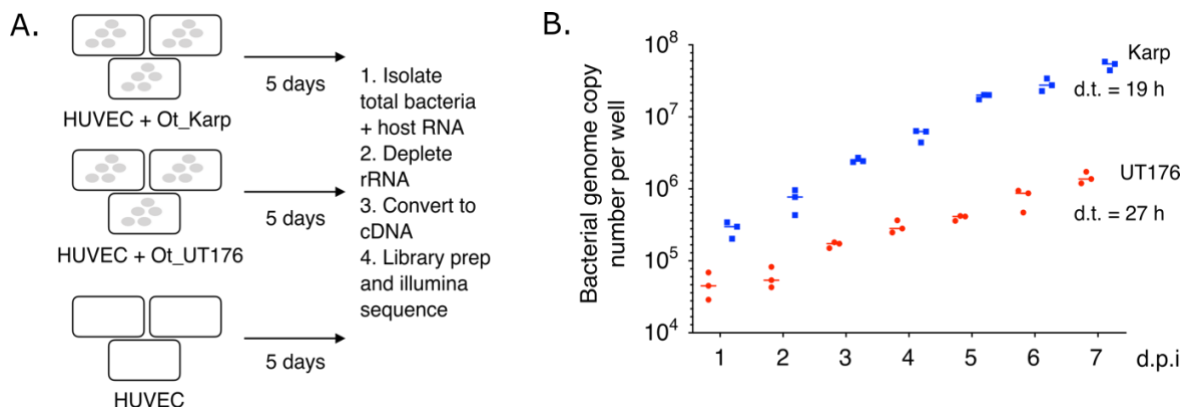 A.
5 days
HUVEC + Ot_Karp
5 days
HUVEC + Ot_UT176
5 days
HUVEC
1. Isolate
total bacteria
+ host RNA
2. Deplete
rRNA
3. Convert to
cDNA
4. Library prep
and illumina
sequence
B.
Bacterial genome copy
number per well
10^8
10^7
10^6
10^5
10^4
Karp
d.t. = 19 h
UT176
d.t. = 27 h
1 2 3 4 5 6 7 d.p.i